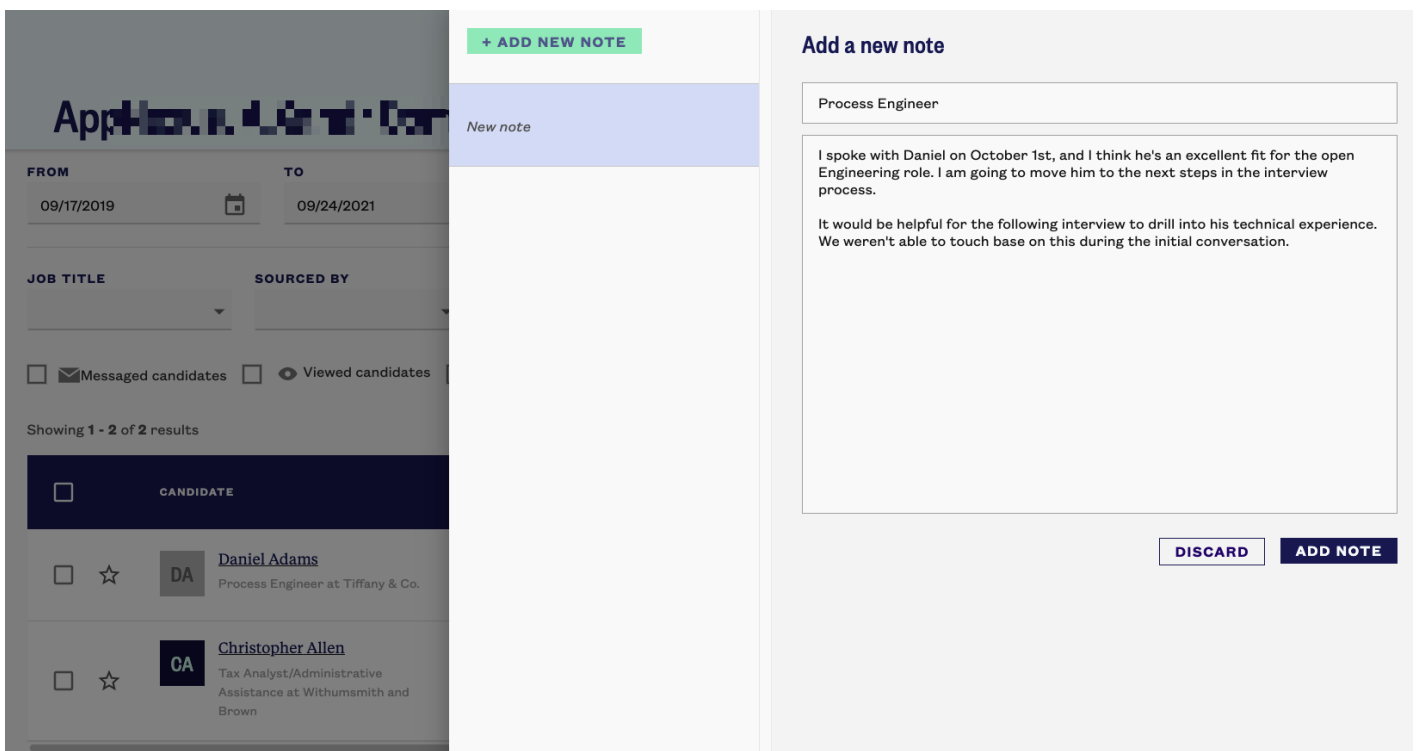 + ADD NEW NOTE
New note
Add a new note
Process Engineer
I spoke with Daniel on October 1st, and I think he's an excellent fit for the open
Engineering role. I am going to move him to the next steps in the interview
process.
It would be helpful for the following interview to drill into his technical experience.
We weren't able to touch base on this during the initial conversation.
DISCARD
ADD NOTE
FROM
TO
09/17/2019
09/24/2021
JOB TITLE
SOURCED BY
Messaged candidates
Viewed candidates
Showing 1 - 2 of 2 results
CANDIDATE
DA
Daniel Adams
Process Engineer at Tiffany & Co.
CA
Christopher Allen
Tax Analyst/Administrative
Assistance at Withumsmith and
Brown